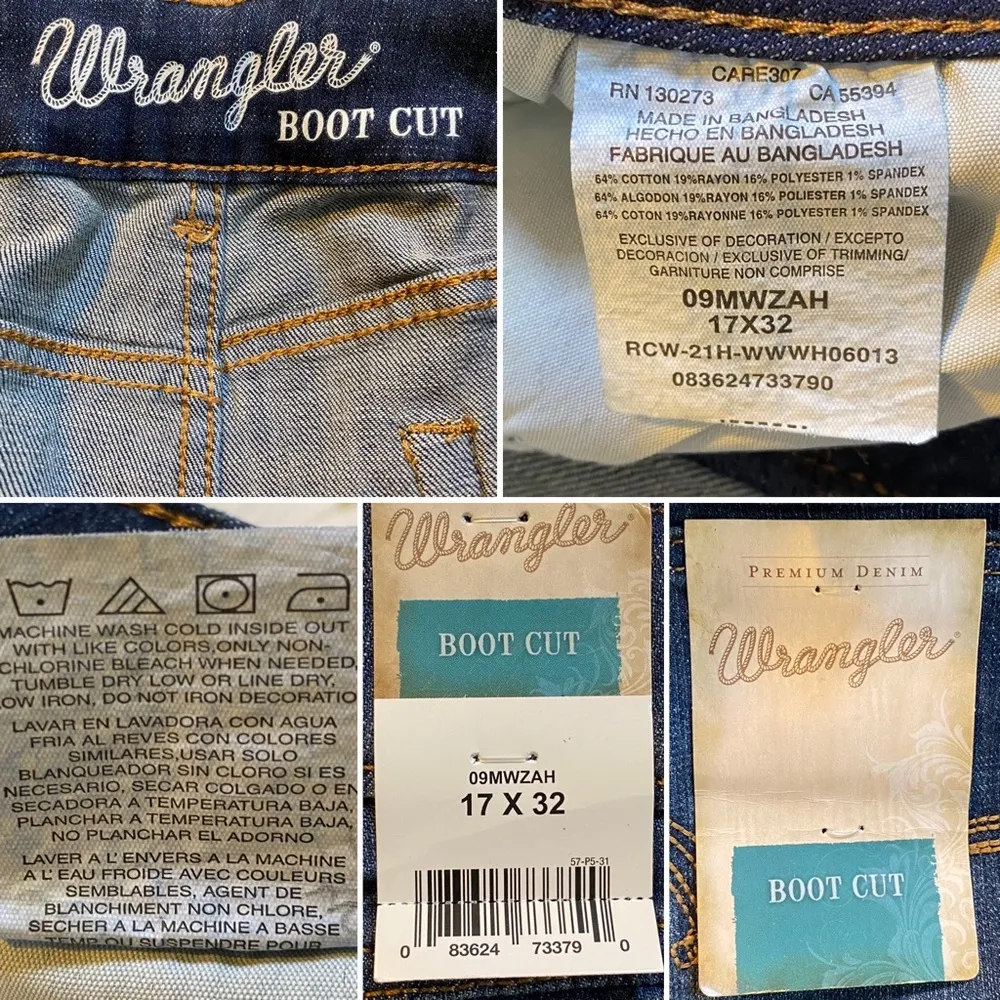 Wrangler®
BOOT CUT
CARE307
RN 130273 CA 55394
MADE IN BANGLADESH
HECHO EN BANGLADESH
FABRIQUE AU BANGLADESH
64% COTTON 19%RAYON 16% POLYESTER 1% SPANDEX
64% ALGODON 19%RAYON 16% POLIESTER 1% SPANDEX
64% COTON 19%RAYONNE 16% POLYESTER 1% SPANDEX
EXCLUSIVE OF DECORATION / EXCEPTO
DECORACION / EXCLUSIVE OF TRIMMING/
GARNITURE NON COMPRISE
09MWZAH
17X32
RCW-21H-WWWH06013
083624733790
MACHINE WASH COLD INSIDE OUT
WITH LIKE COLORS,ONLY NON-
CHLORINE BLEACH WHEN NEEDED,
TUMBLE DRY LOW OR LINE DRY,
OW IRON, DO NOT IRON DECORATIO
LAVAR EN LAVADORA CON AGUA
FRIA AL REVES CON COLORES
SIMILARES,USAR SOLO
BLANQUEADOR SIN CLORO SI ES
NECESARIO, SECAR COLGADO O EN
SECADORA A TEMPERATURA BAJA,
PLANCHAR A TEMPERATURA BAJA,
NO PLANCHAR EL ADORNO
LAVER A L' ENVERS A LA MACHINE
A L' EAU FROIDE AVEC COULEURS
SEMBLABLES, AGENT DE
BLANCHIMENT NON CHLORE,
SECHER A LA MACHINE A BASSE
TEMP OU SUSPENDRE POUR
Wrangler®
BOOT CUT
09MWZAH
17 X 32
57-P5-31
0 83624 73379 0
PREMIUM DENIM
Wrangler®
BOOT CUT